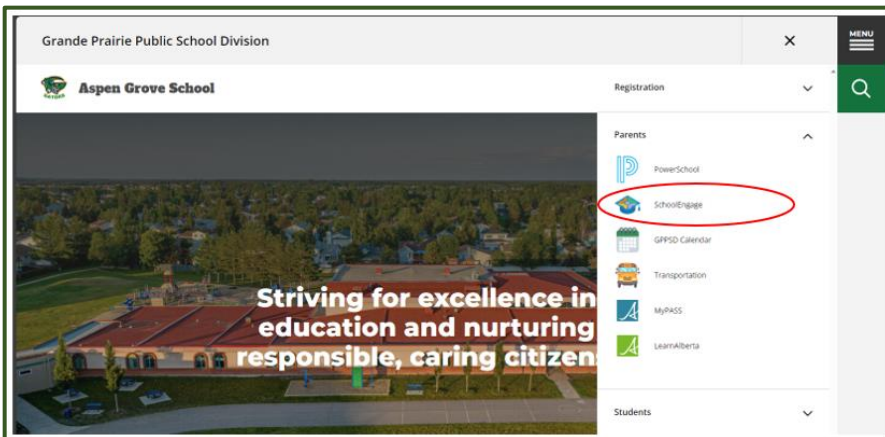 Grande Prairie Public School Division
MENU
Aspen Grove School
Registration
Parents
PowerSchool
SchoolEngage
GPPSD Calendar
Transportation
MyPASS
LearnAlberta
Striving for excellence in
education and nurturing
responsible, caring citizens
Students